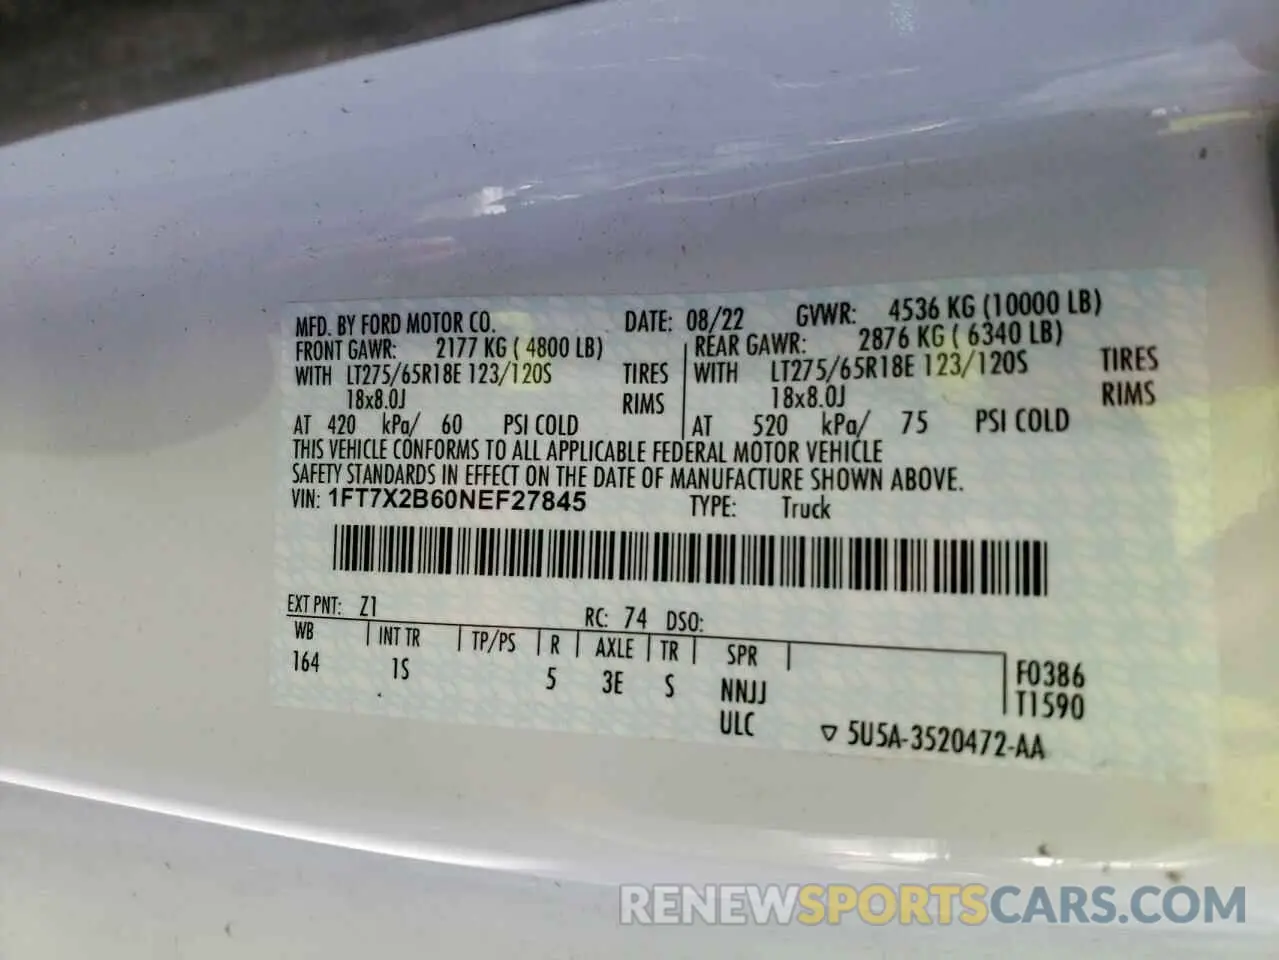 MFD. BY FORD MOTOR CO. DATE: 08/22 GVWR: 4536 KG (10000 LB)
FRONT GAWR: 2177 KG ( 4800 LB) REAR GAWR: 2876 KG ( 6340 LB)
WITH LT275/65R18E 123/120S TIRES WITH LT275/65R18E 123/120S TIRES
18x8.0J RIMS 18x8.0J RIMS
AT 420 kPa/ 60 PSI COLD AT 520 kPa/ 75 PSI COLD
THIS VEHICLE CONFORMS TO ALL APPLICABLE FEDERAL MOTOR VEHICLE
SAFETY STANDARDS IN EFFECT ON THE DATE OF MANUFACTURE SHOWN ABOVE.
VIN: 1FT7X2B60NEF27845 TYPE: Truck
EXT PNT: Z1 RC: 74 DSO:
WB INT TR TP/PS R AXLE TR SPR
164 1S 5 3E S NNJJ F0386
ULC T1590
▽ 5U5A-3520472-AA
RENEWSPORTSCARS.COM